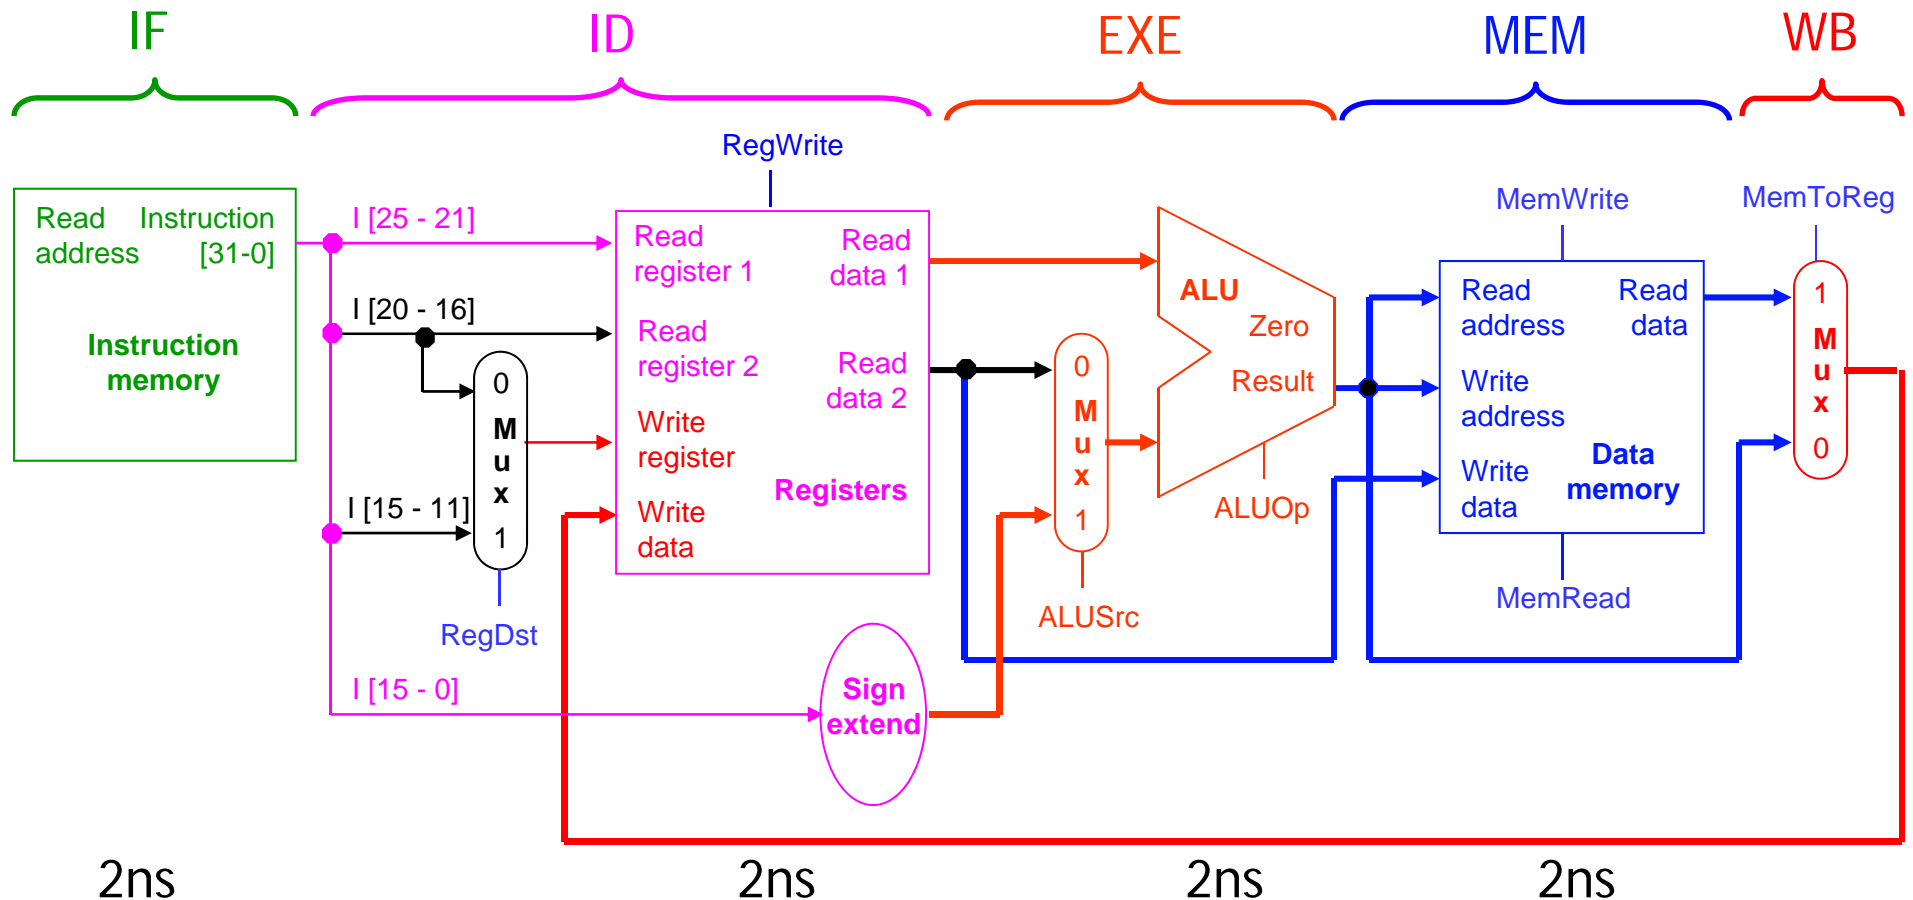 IF
ID
EXE
MEM
WB
RegWrite
Read Instruction
address [31-0]
Instruction
memory
I [25 - 21]
I [20 - 16]
I [15 - 11]
I [15 - 0]
0
M
u
x
1
RegDst
Read
register 1
Read
data 1
Read
register 2
Read
data 2
Write
register
Registers
Write
data
Sign
extend
0
M
u
x
1
ALUSrc
ALU
Zero
Result
ALUOp
MemWrite
Read
address
Read
data
Write
address
Write
data
Data
memory
MemRead
MemToReg
1
M
u
x
0
2ns
2ns
2ns
2ns